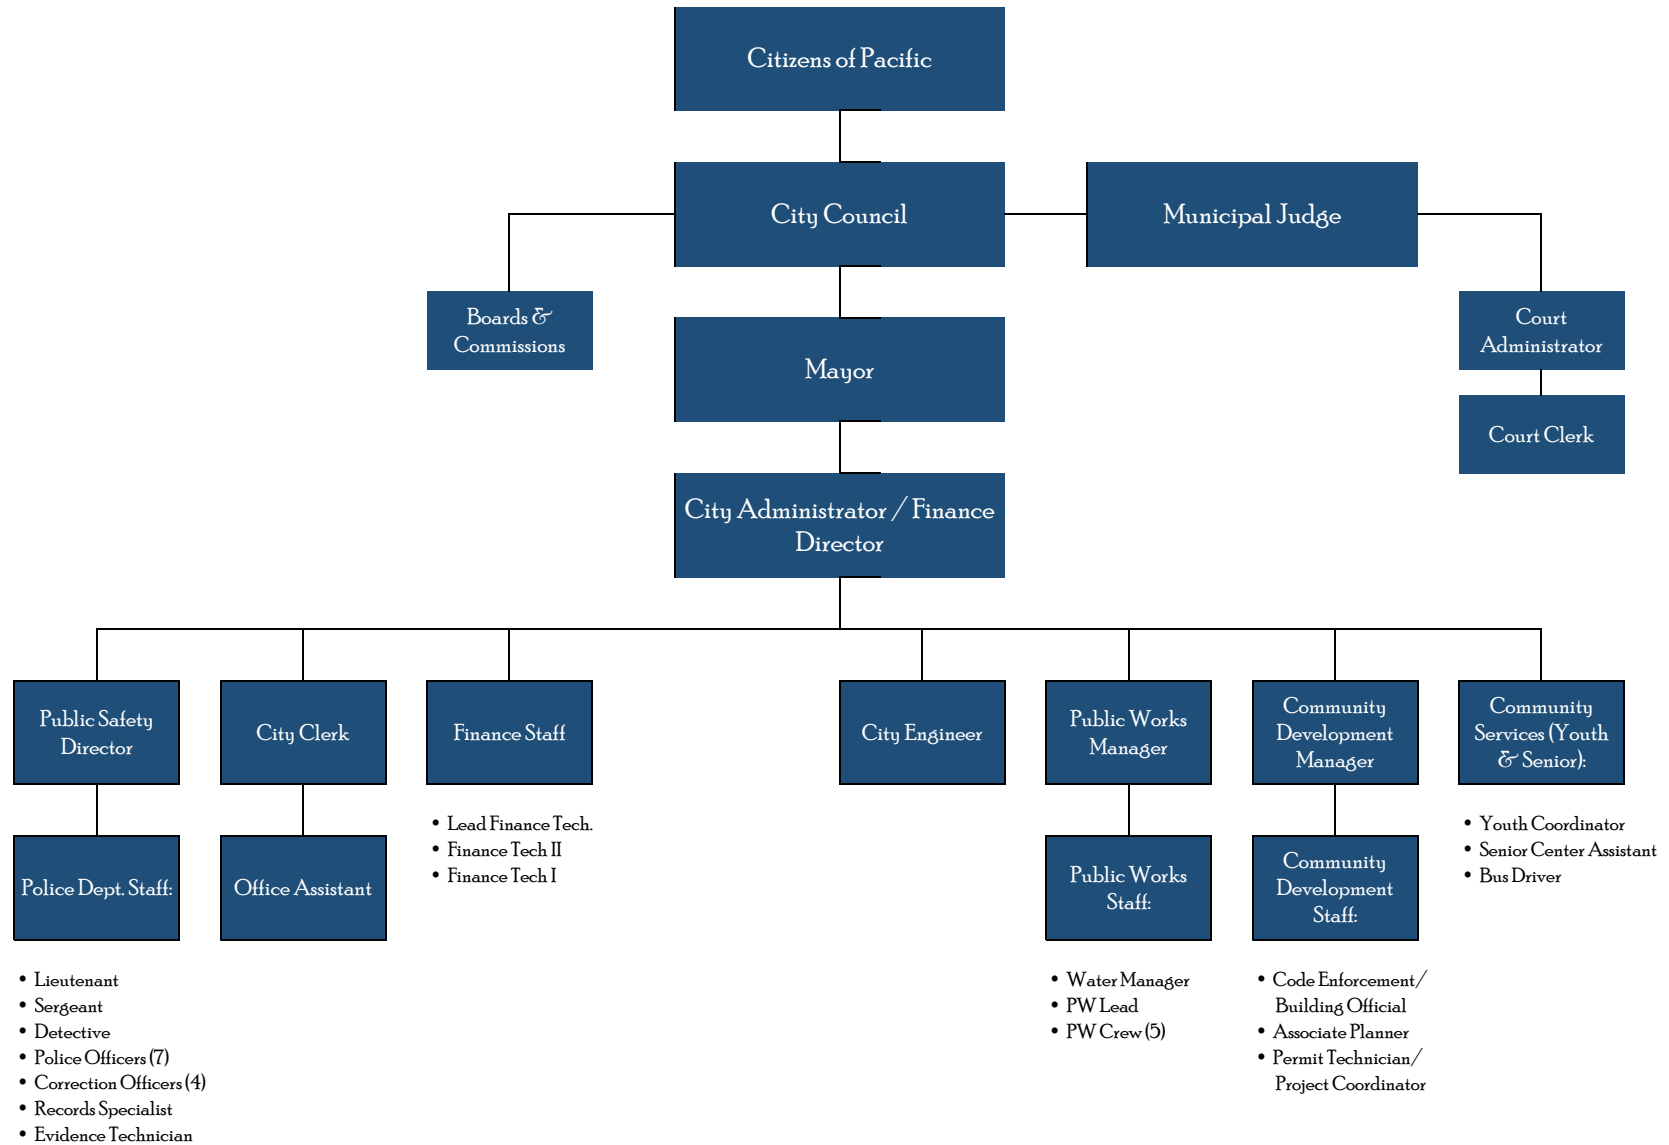 Citizens of Pacific
City Council
Municipal Judge
Boards &
Commissions
Court
Administrator
Mayor
Court Clerk
City Administrator / Finance
Director
Public Safety
Director
City Clerk
Finance Staff
City Engineer
Public Works
Manager
Community
Development
Manager
Community
Services (Youth
& Senior):
Police Dept. Staff:
Office Assistant
• Lead Finance Tech.
• Finance Tech II
• Finance Tech I
Public Works
Staff:
Community
Development
Staff:
• Youth Coordinator
• Senior Center Assistant
• Bus Driver
• Lieutenant
• Sergeant
• Detective
• Police Officers (7)
• Correction Officers (4)
• Records Specialist
• Evidence Technician
• Water Manager
• PW Lead
• PW Crew (5)
• Code Enforcement/
Building Official
• Associate Planner
• Permit Technician/
Project Coordinator